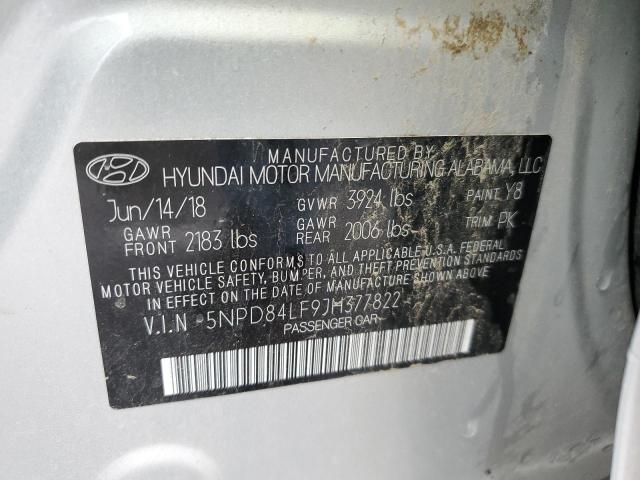 MANUFACTURED BY
HYUNDAI MOTOR MANUFACTURING ALABAMA, LLC
Jun/14/18 GVWR 3924 lbs PAINT Y8
GAWR FRONT 2183 lbs GAWR REAR 2006 lbs TRIM PK
THIS VEHICLE CONFORMS TO ALL APPLICABLE U.S.A. FEDERAL
MOTOR VEHICLE SAFETY, BUMPER, AND THEFT PREVENTION
STANDARDS IN EFFECT ON THE DATE OF MANUFACTURE SHOWN ABOVE.
V.I.N -5NPD84LF9JH377822-
PASSENGER CAR